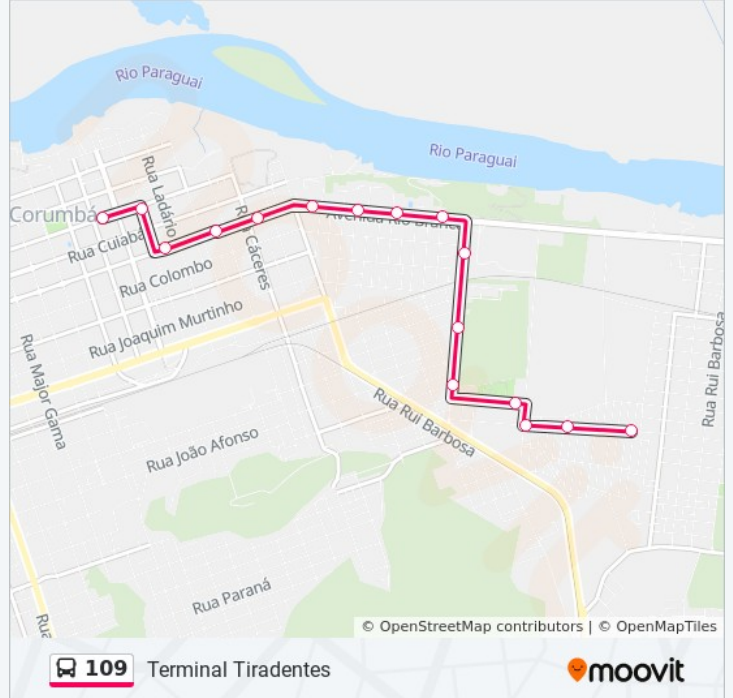 Rio Paraguai
Rio Paraguai
Rua Ladário
Corumbá
Rua Cuiabá
Rua Cáceres
Avenida Rio Branco
Rua Colombo
Rua Joaquim Murtinho
Rua Major Gama
Rua Rui Barbosa
Rua Rui Barbosa
Rua João Afonso
Rua Paraná
Rua
© OpenStreetMap contributors | © OpenMapTiles
109 Terminal Tiradentes
moovit